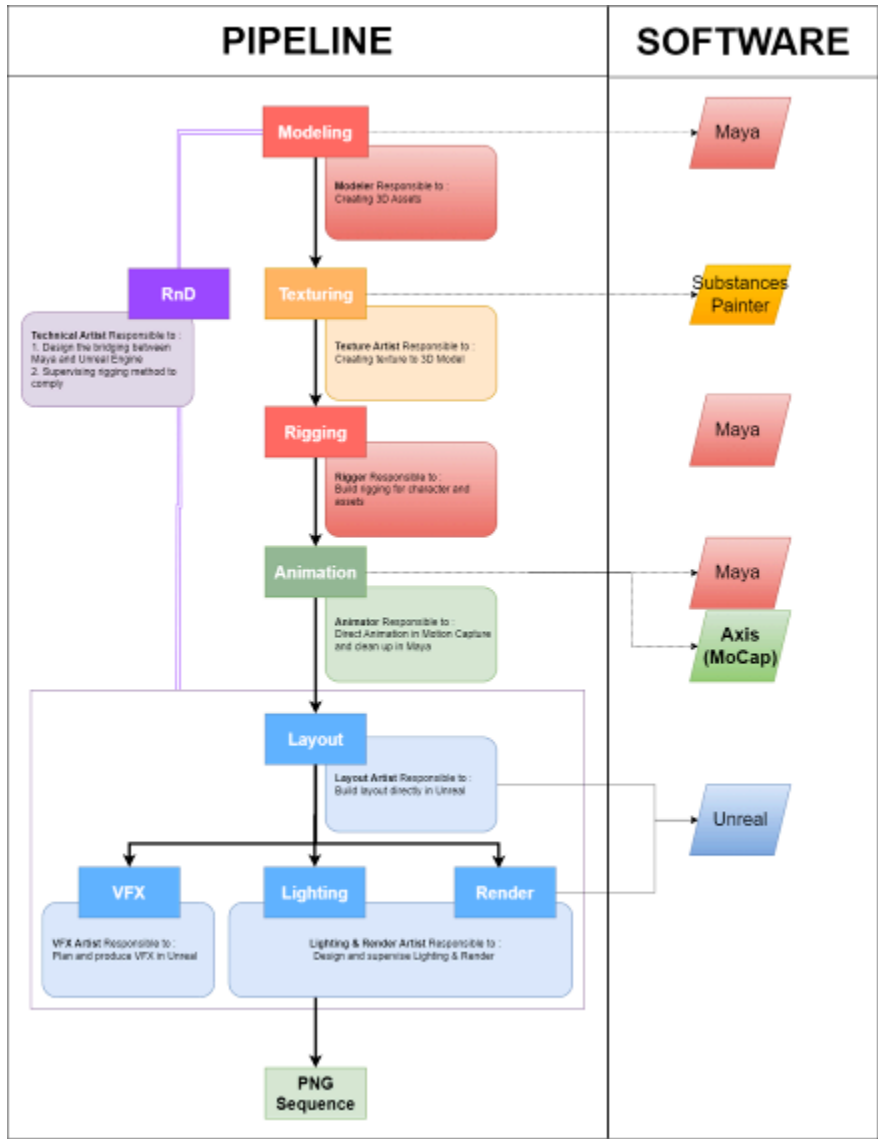 PIPELINE
SOFTWARE
Modeling
Maya
Modeler Responsible to :
Creating 3D Assets
RnD
Texturing
Substances
Painter
Technical Artist Responsible to :
1. Design the bridging between
Maya and Unreal Engine
2. Supervising rigging method to
comply
Texture Artist Responsible to :
Creating texture to 3D Model
Rigging
Maya
Rigger Responsible to :
Build rigging for character and
assets
Animation
Maya
Animator Responsible to :
Direct Animation in Motion Capture
and clean up in Maya
Axis
(MoCap)
Layout
Layout Artist Responsible to :
Build layout directly in Unreal
Unreal
VFX
Lighting
Render
VFX Artist Responsible to :
Plan and produce VFX in Unreal
Lighting & Render Artist Responsible to :
Design and supervise Lighting & Render
PNG
Sequence